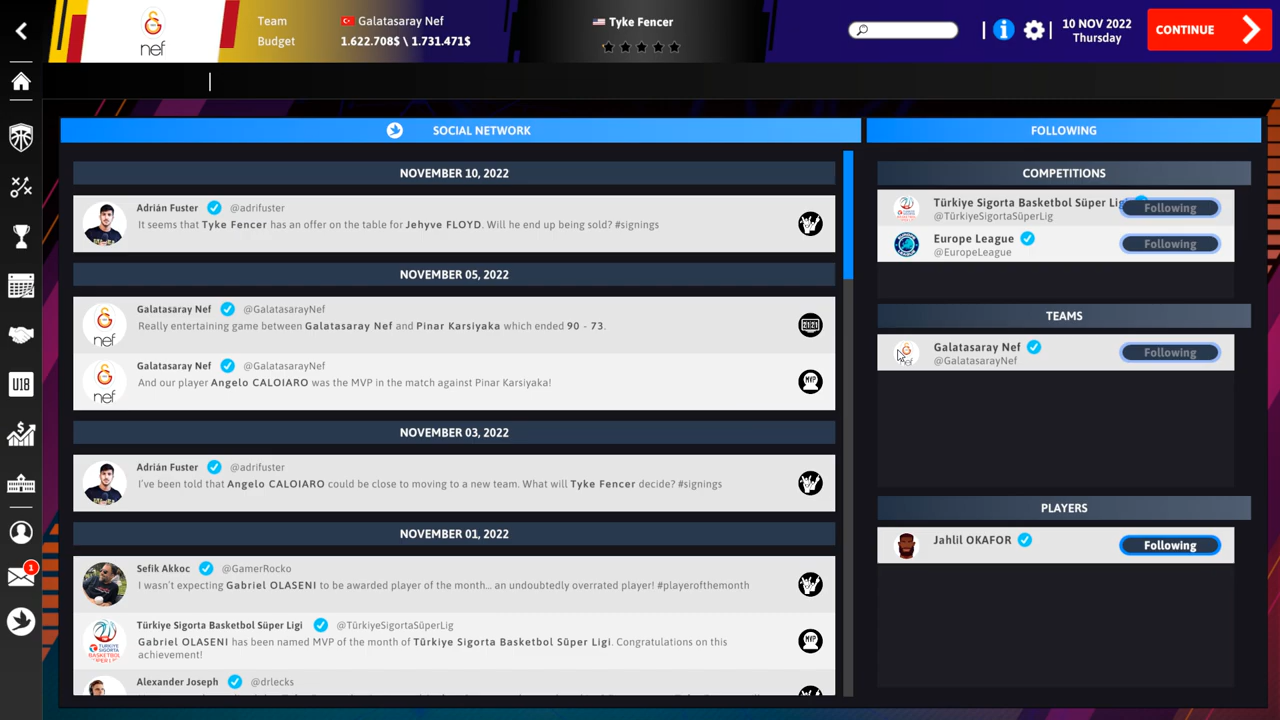 nef
Team
Galatasaray Nef
Budget
1.622.708$ \ 1.731.471$
Tyke Fencer
10 NOV 2022
Thursday
CONTINUE
SOCIAL NETWORK
NOVEMBER 10, 2022
Adrián Fuster @adrifuster
It seems that Tyke Fencer has an offer on the table for Jehyve FLOYD. Will he end up being sold? #signings
NOVEMBER 05, 2022
Galatasaray Nef @GalatasarayNef
Really entertaining game between Galatasaray Nef and Pinar Karsiyaka which ended 90 - 73.
nef
Galatasaray Nef @GalatasarayNef
And our player Angelo CALOIARO was the MVP in the match against Pinar Karsiyaka!
MVP
nef
NOVEMBER 03, 2022
Adrián Fuster @adrifuster
I've been told that Angelo CALOIARO could be close to moving to a new team. What will Tyke Fencer decide? #signings
NOVEMBER 01, 2022
Sefik Akkoc @GamerRocko
I wasn't expecting Gabriel OLASENI to be awarded player of the month... an undoubtedly overrated player! #playerofthemonth
Türkiye Sigorta Basketbol Süper Ligi @TürkiyeSigortaSüperLig
Gabriel OLASENI has been named MVP of the month of Türkiye Sigorta Basketbol Süper Ligi. Congratulations on this
achievement!
MVP
Alexander Joseph @drlecks
FOLLOWING
COMPETITIONS
Türkiye Sigorta Basketbol Süper Lig
@TürkiyeSigortaSüperLig
Following
Europe League
@EuropeLeague
Following
TEAMS
Galatasaray Nef
@GalatasarayNef
Following
PLAYERS
Jahlil OKAFOR
Following
U18
1